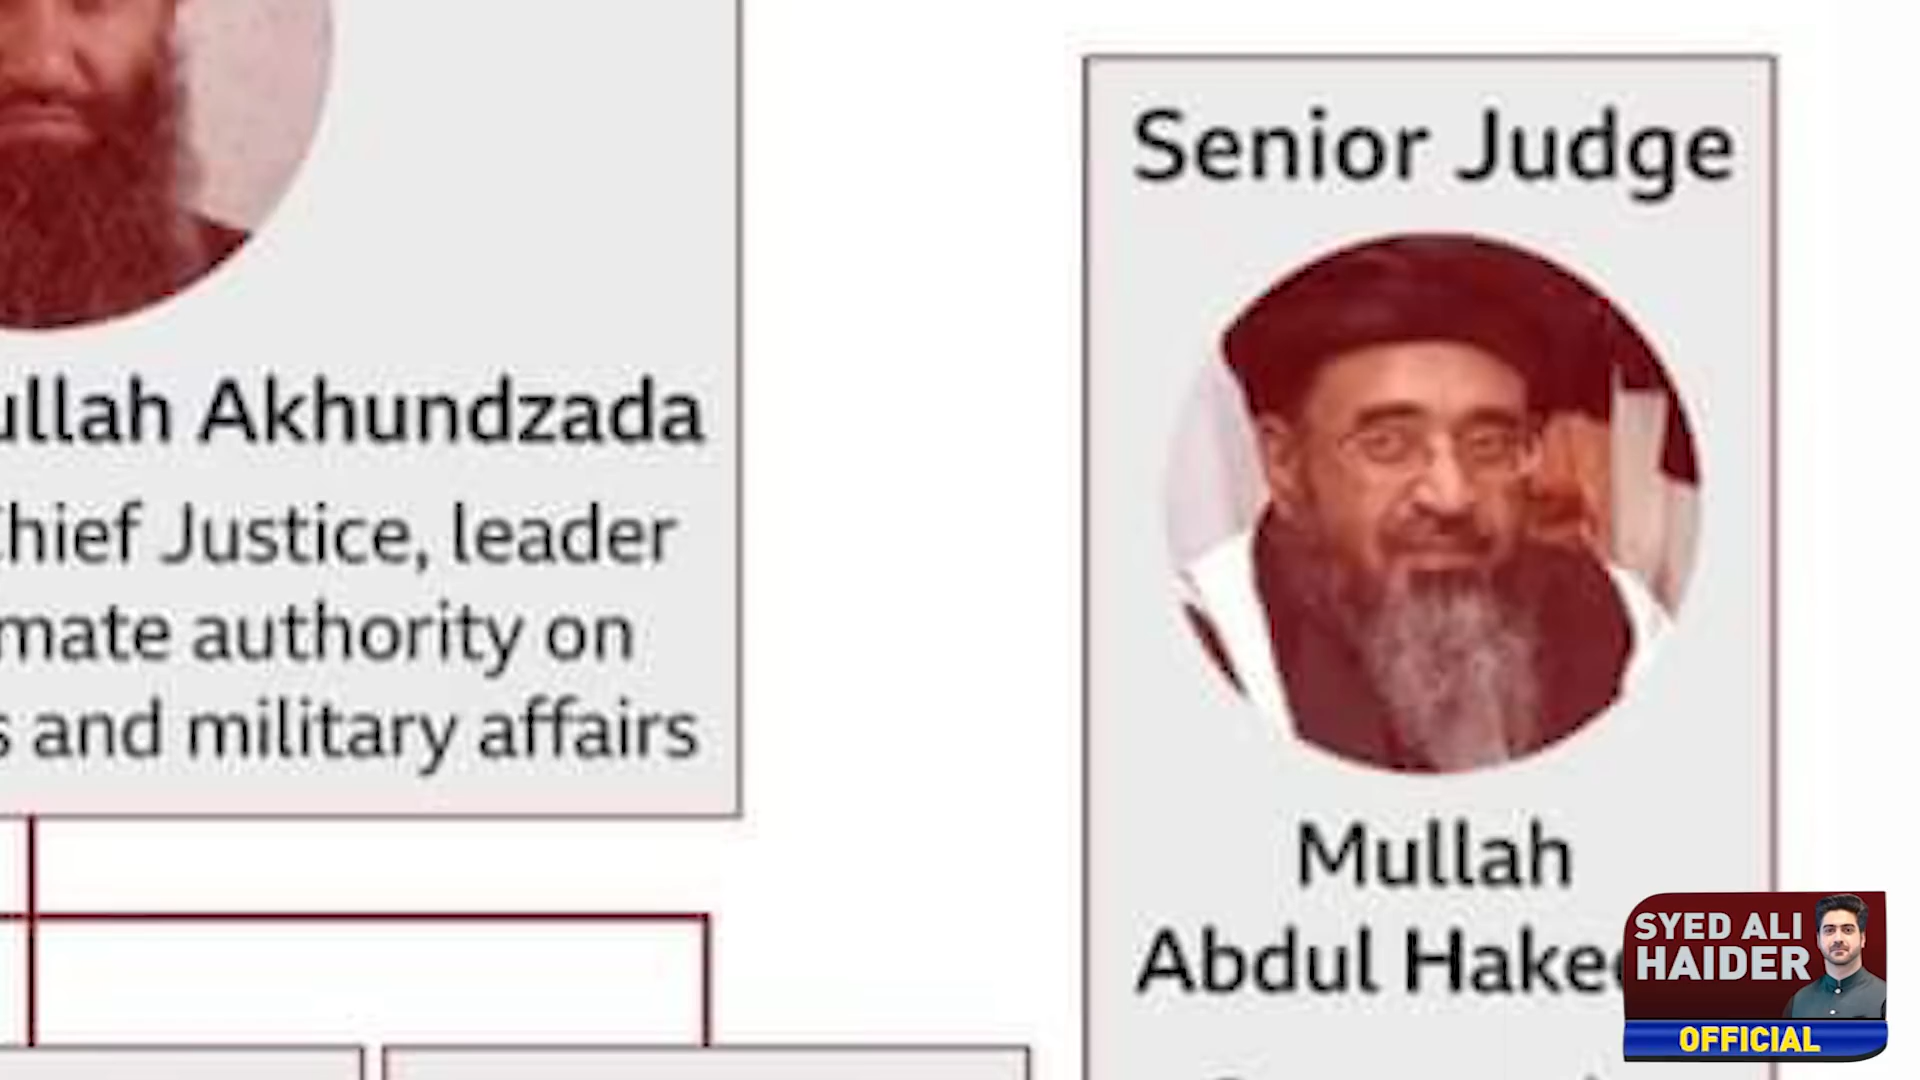 ullah Akhundzada
Chief Justice, leader
mate authority on
s and military affairs
Senior Judge
Mullah
Abdul Hake
SYED ALI
HAIDER
OFFICIAL